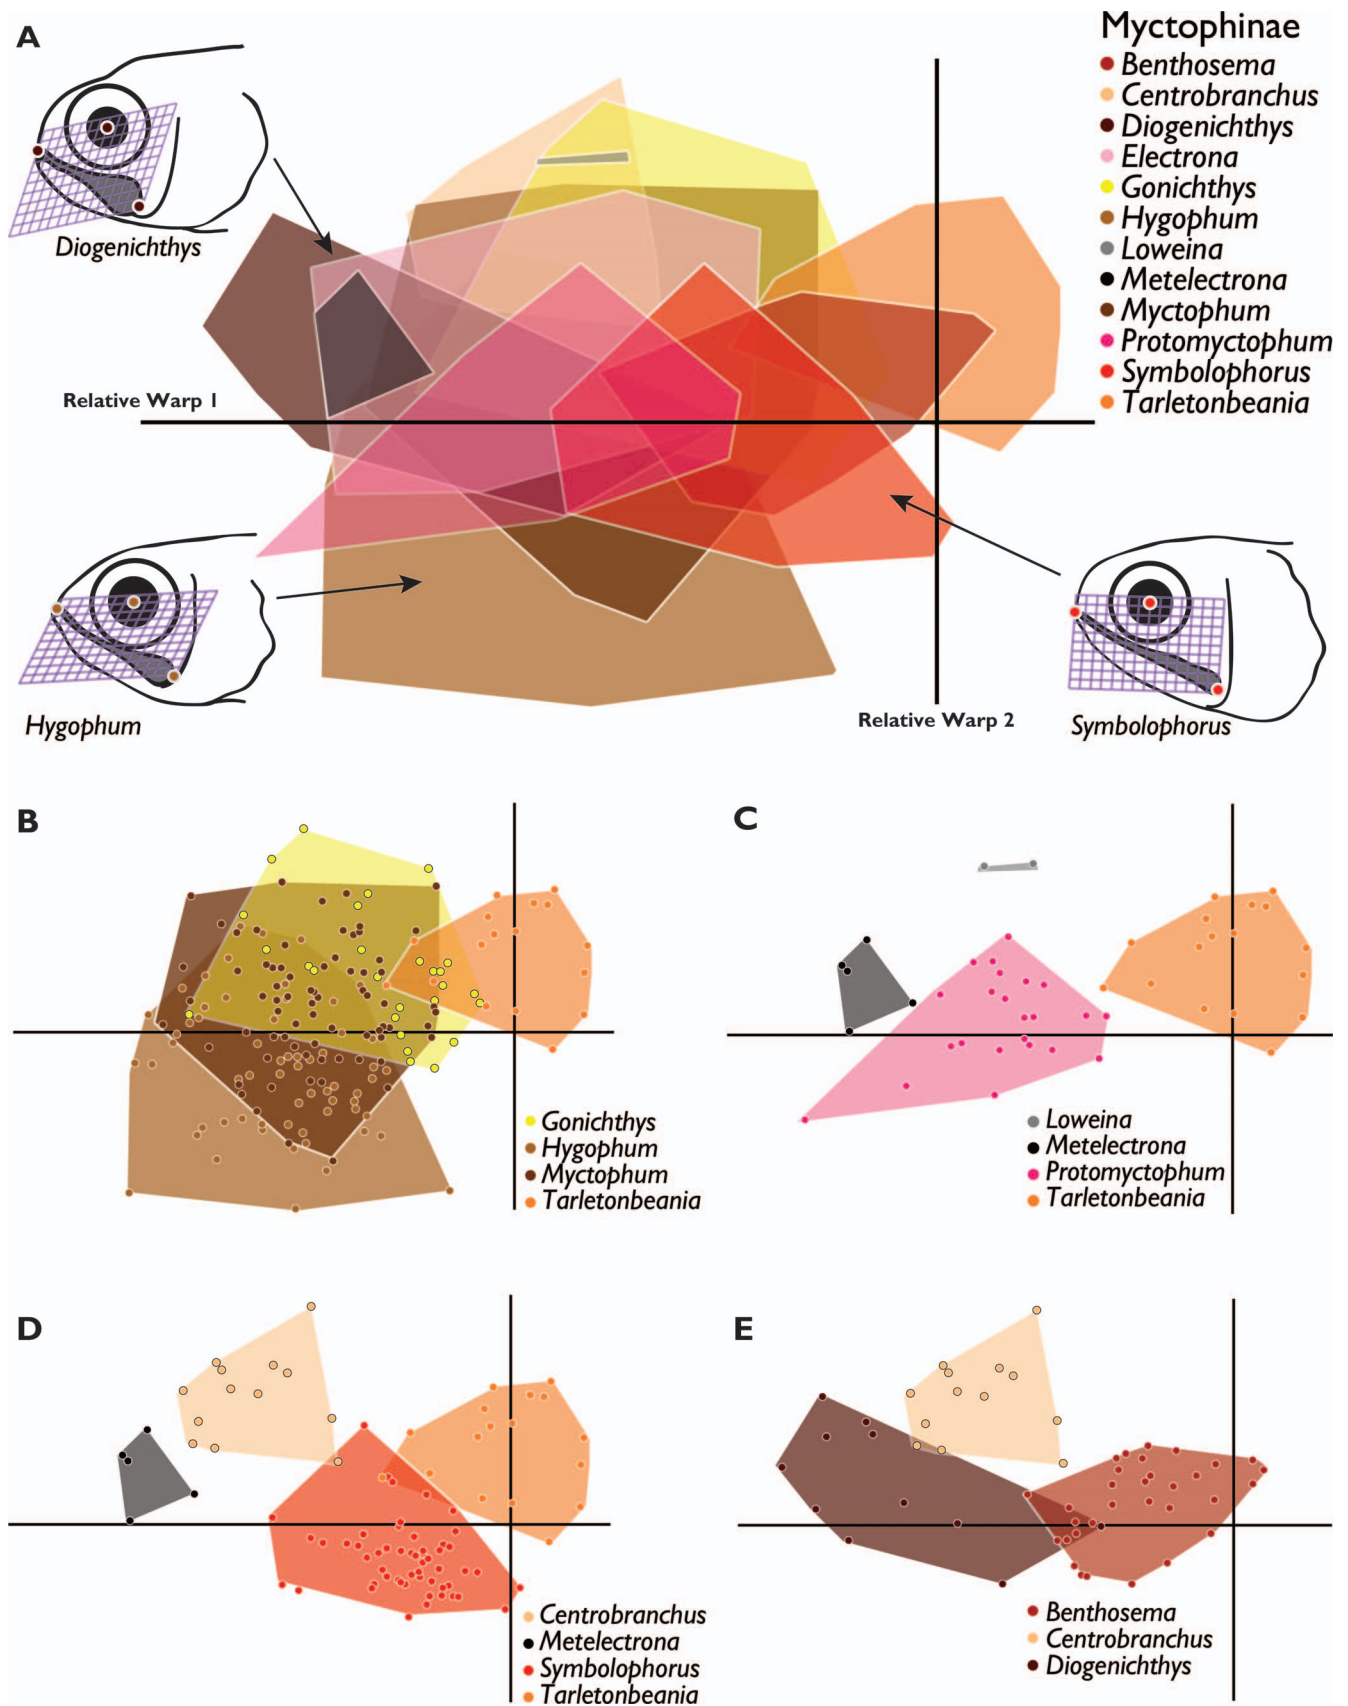 A
Myctophinae
Benthosema
Centrobranchus
Diogenichthys
Electrona
Gonichthys
Hygophum
Loweina
Metelectrona
Myctophum
Protomyctophum
Symbolophorus
Tarletonbeania
Diogenichthys
Relative Warp 1
Hygophum
Relative Warp 2
Symbolophorus
B
Gonichthys
Hygophum
Myctophum
Tarletonbeania
C
Loweina
Metelectrona
Protomyctophum
Tarletonbeania
D
Centrobranchus
Metelectrona
Symbolophorus
Tarletonbeania
E
Benthosema
Centrobranchus
Diogenichthys